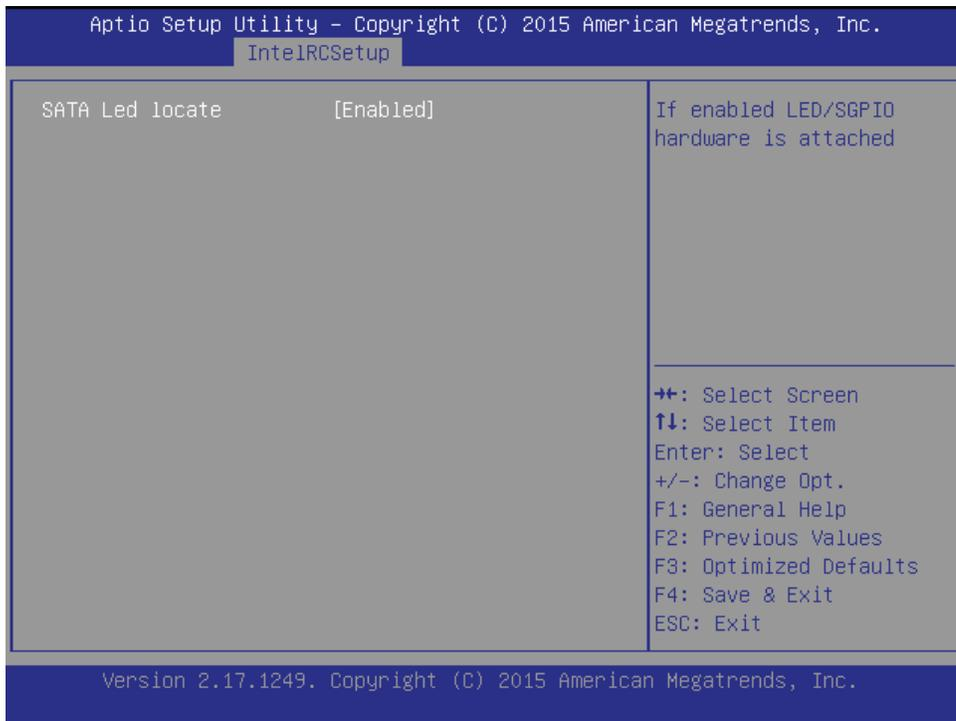 Aptio Setup Utility – Copyright (C) 2015 American Megatrends, Inc.
IntelRCSetup
SATA Led locate [Enabled]
If enabled LED/SGPIO
hardware is attached
→←: Select Screen
↑↓: Select Item
Enter: Select
+/-: Change Opt.
F1: General Help
F2: Previous Values
F3: Optimized Defaults
F4: Save & Exit
ESC: Exit
Version 2.17.1249. Copyright (C) 2015 American Megatrends, Inc.